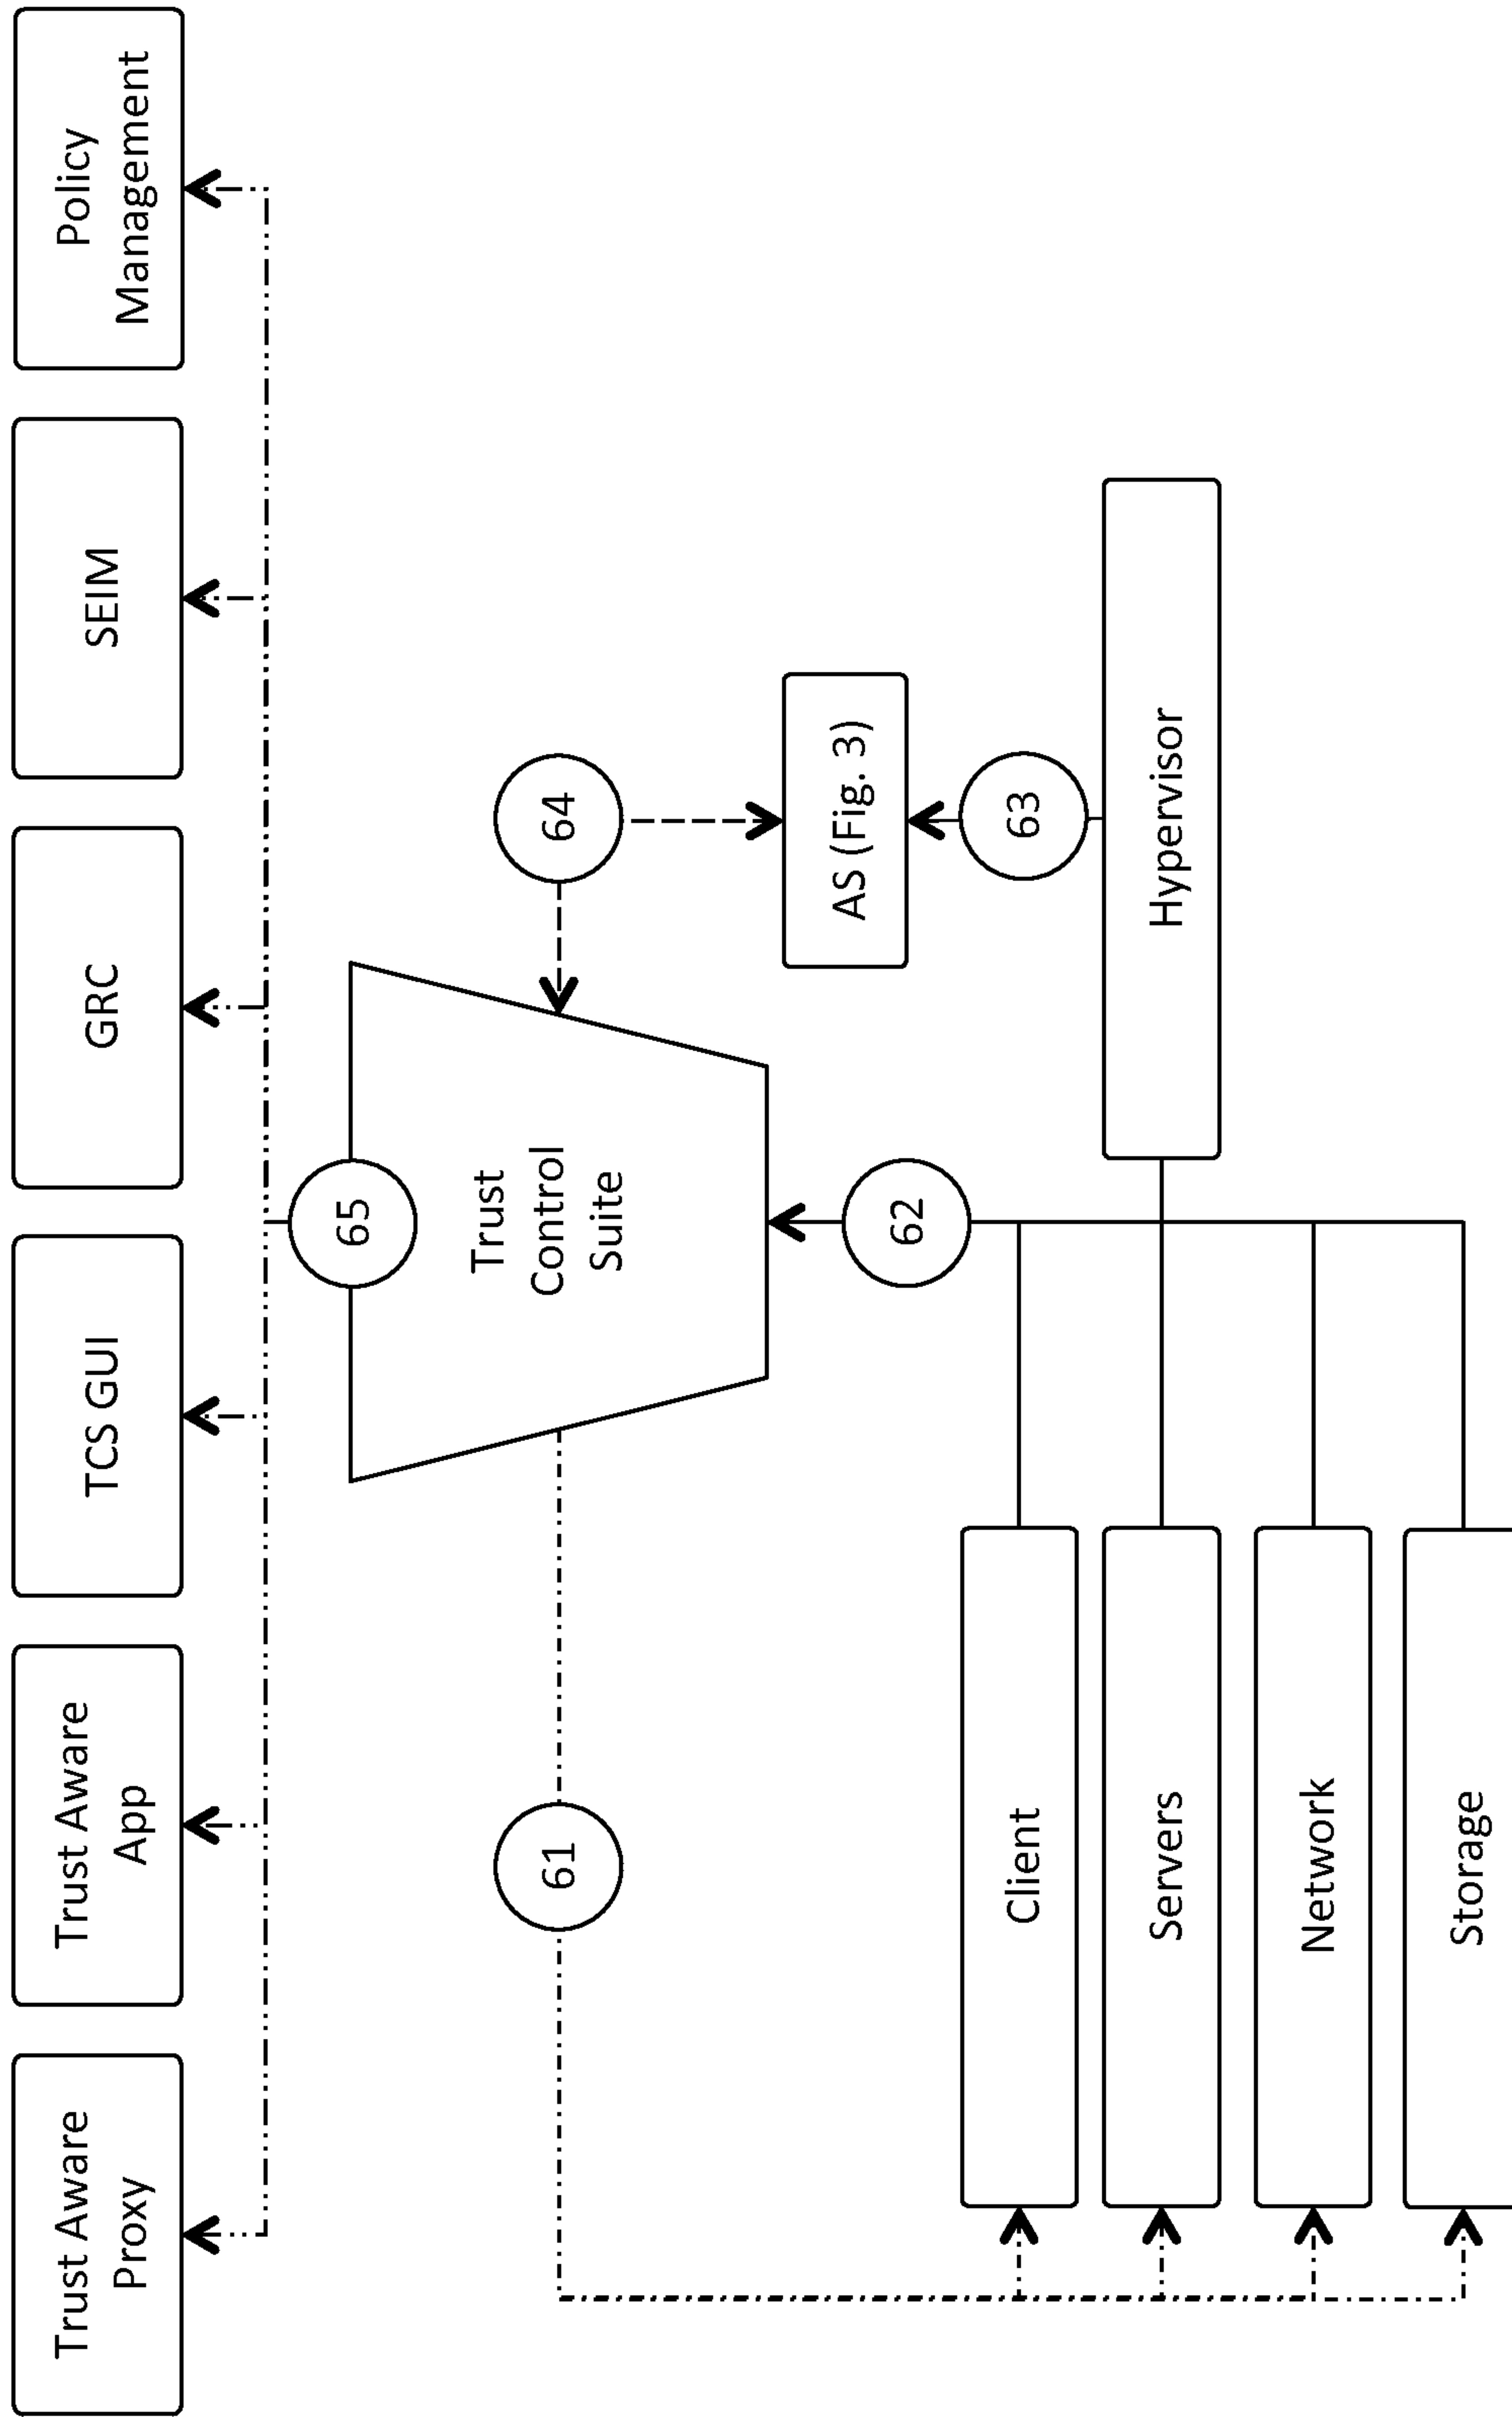 Trust Aware
Proxy
Trust Aware
App
TCS GUI
GRC
SEIM
Policy
Management
65
Trust
Control
Suite
61
64
AS (Fig. 3)
62
63
Client
Servers
Hypervisor
Network
Storage